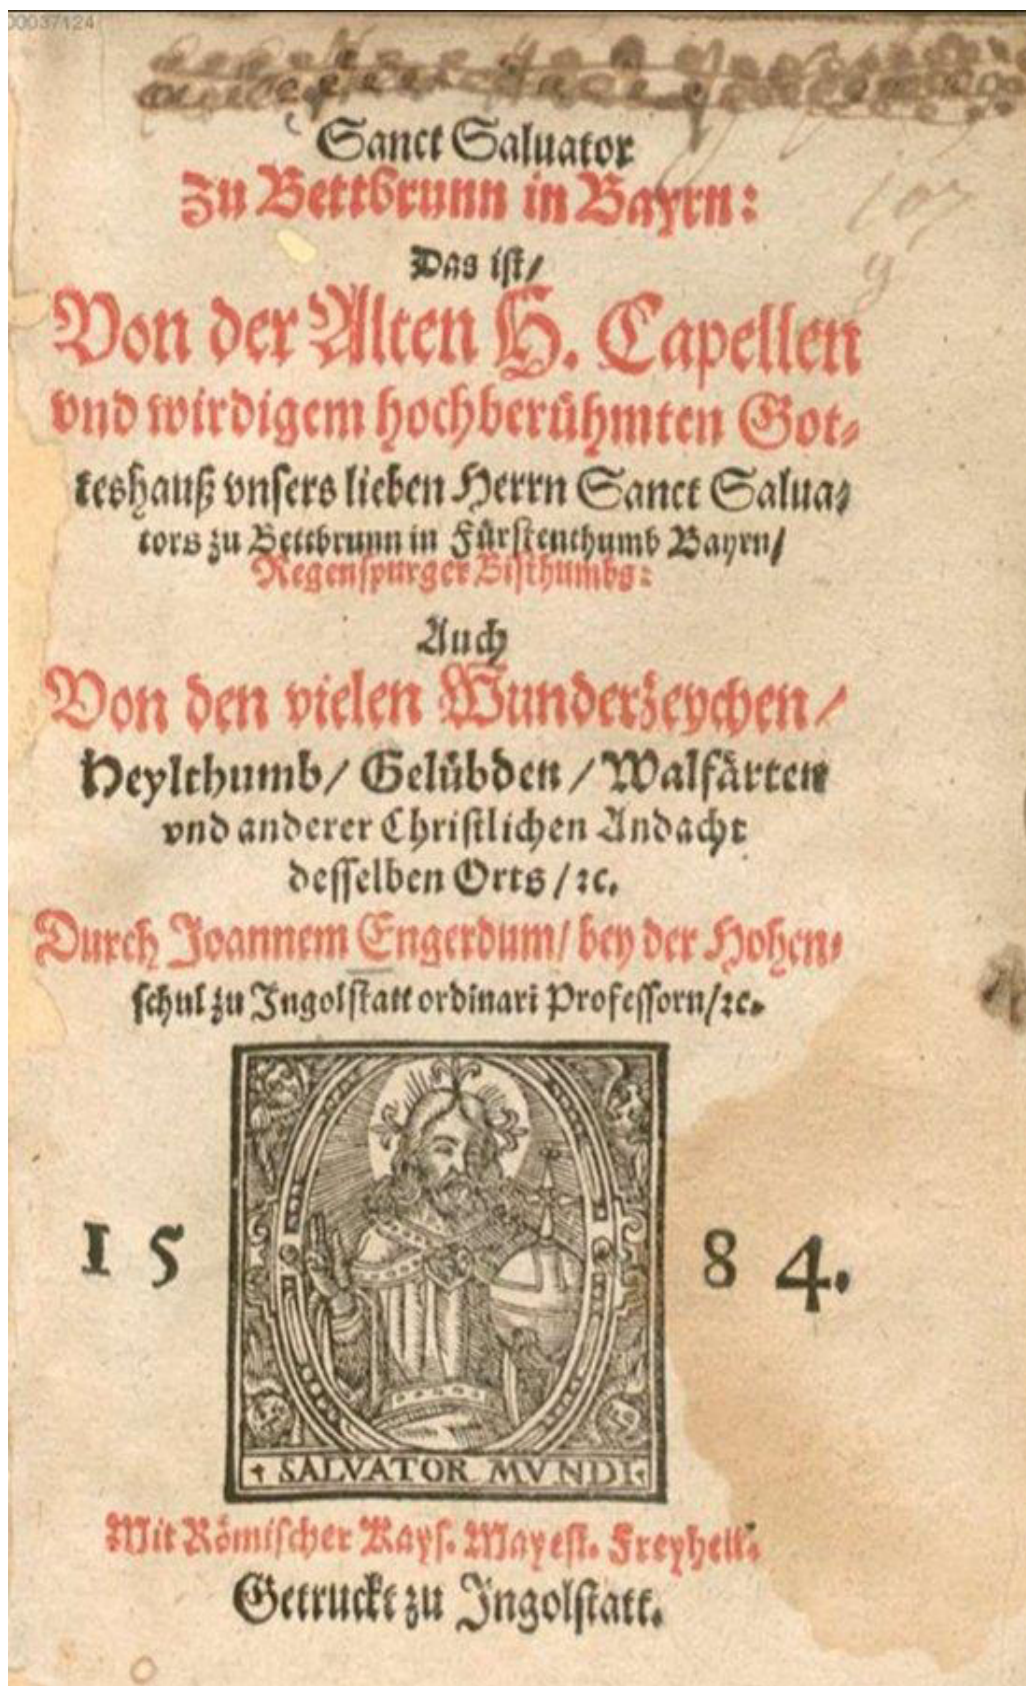 00037124
Sanct Saluator
zu Bettbrunn in Bayrn:
Das ist/
Von der Alten H. Capellen
vnd wirdigem hochberühmten Got⸗
teshauß vnsers lieben Herrn Sanct Salua⸗
tors zu Bettbrunn in Fürstenthumb Bayrn/
Regenspurger Bisthumbs:
Auch
Von den vielen Wunderzeychen/
Heylthumb/ Gelübden/ Walfärten
vnd anderer Christlichen Andacht
desselben Orts/ ꝛc.
Durch Joannem Engerdum/ bey der Hohen⸗
schul zu Ingolstatt ordinari Professorn/ꝛc.
15 84.
SALVATOR MVNDI
Mit Römischer Kays. Mayest. Freyheit.
Getruckt zu Ingolstatt.